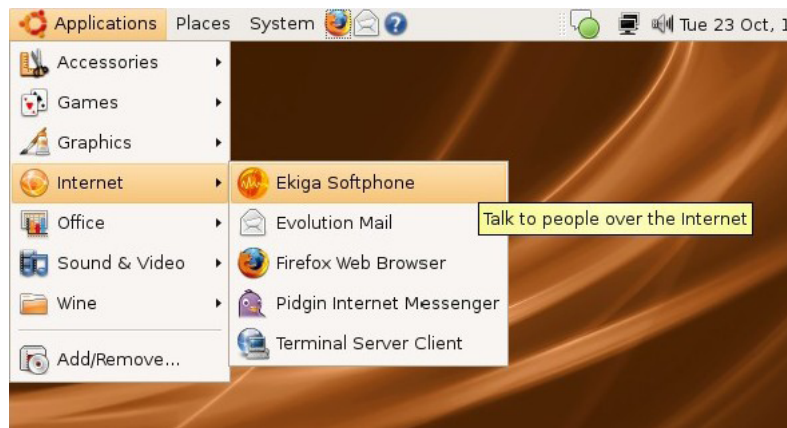 Applications Places System Tue 23 Oct, 1
Accessories
Games
Graphics
Internet
Office
Sound & Video
Wine
Add/Remove...
Ekiga Softphone
Talk to people over the Internet
Evolution Mail
Firefox Web Browser
Pidgin Internet Messenger
Terminal Server Client